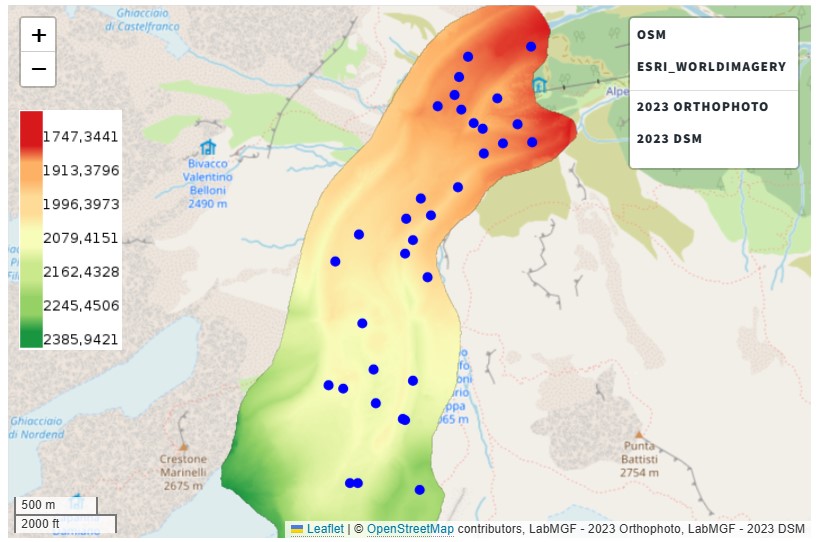 Ghiacciaio
di Castelfranco
+
−
OSM
ESRI_WORLDIMAGERY
2023 ORTHOPHOTO
2023 DSM
Alpe
1747,3441
1913,3796
1996,3973
2079,4151
2162,4328
2245,4506
2385,9421
Bivacco
Valentino
Belloni
2490 m
Ghiacciaio
di Nordend
Crestone
Marinelli
2675 m
Punta
Battisti
2754 m
500 m
2000 ft
Leaflet | © OpenStreetMap contributors, LabMGF - 2023 Orthophoto, LabMGF - 2023 DSM